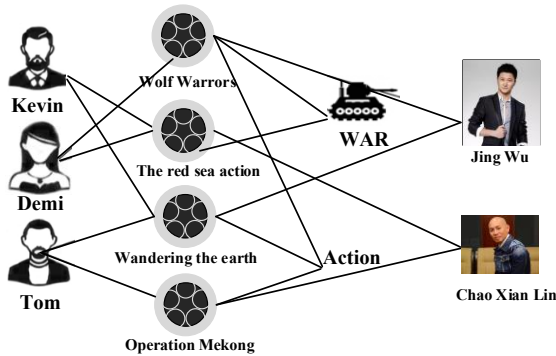 Kevin
Wolf Warrors
WAR
Jing Wu
The red sea action
Demi
Wandering the earth
Action
Tom
Chao Xian Lin
Operation Mekong